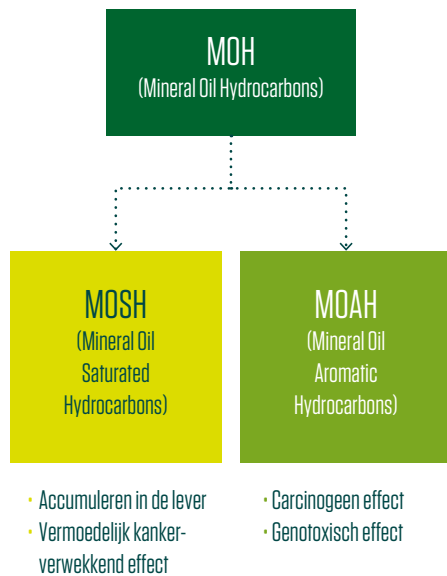 MOH
(Mineral Oil Hydrocarbons)
MOSH
(Mineral Oil
Saturated
Hydrocarbons)
MOAH
(Mineral Oil
Aromatic
Hydrocarbons)
• Accumuleren in de lever
• Vermoedelijk kanker-
verwekkend effect
• Carcinogeen effect
• Genotoxisch effect